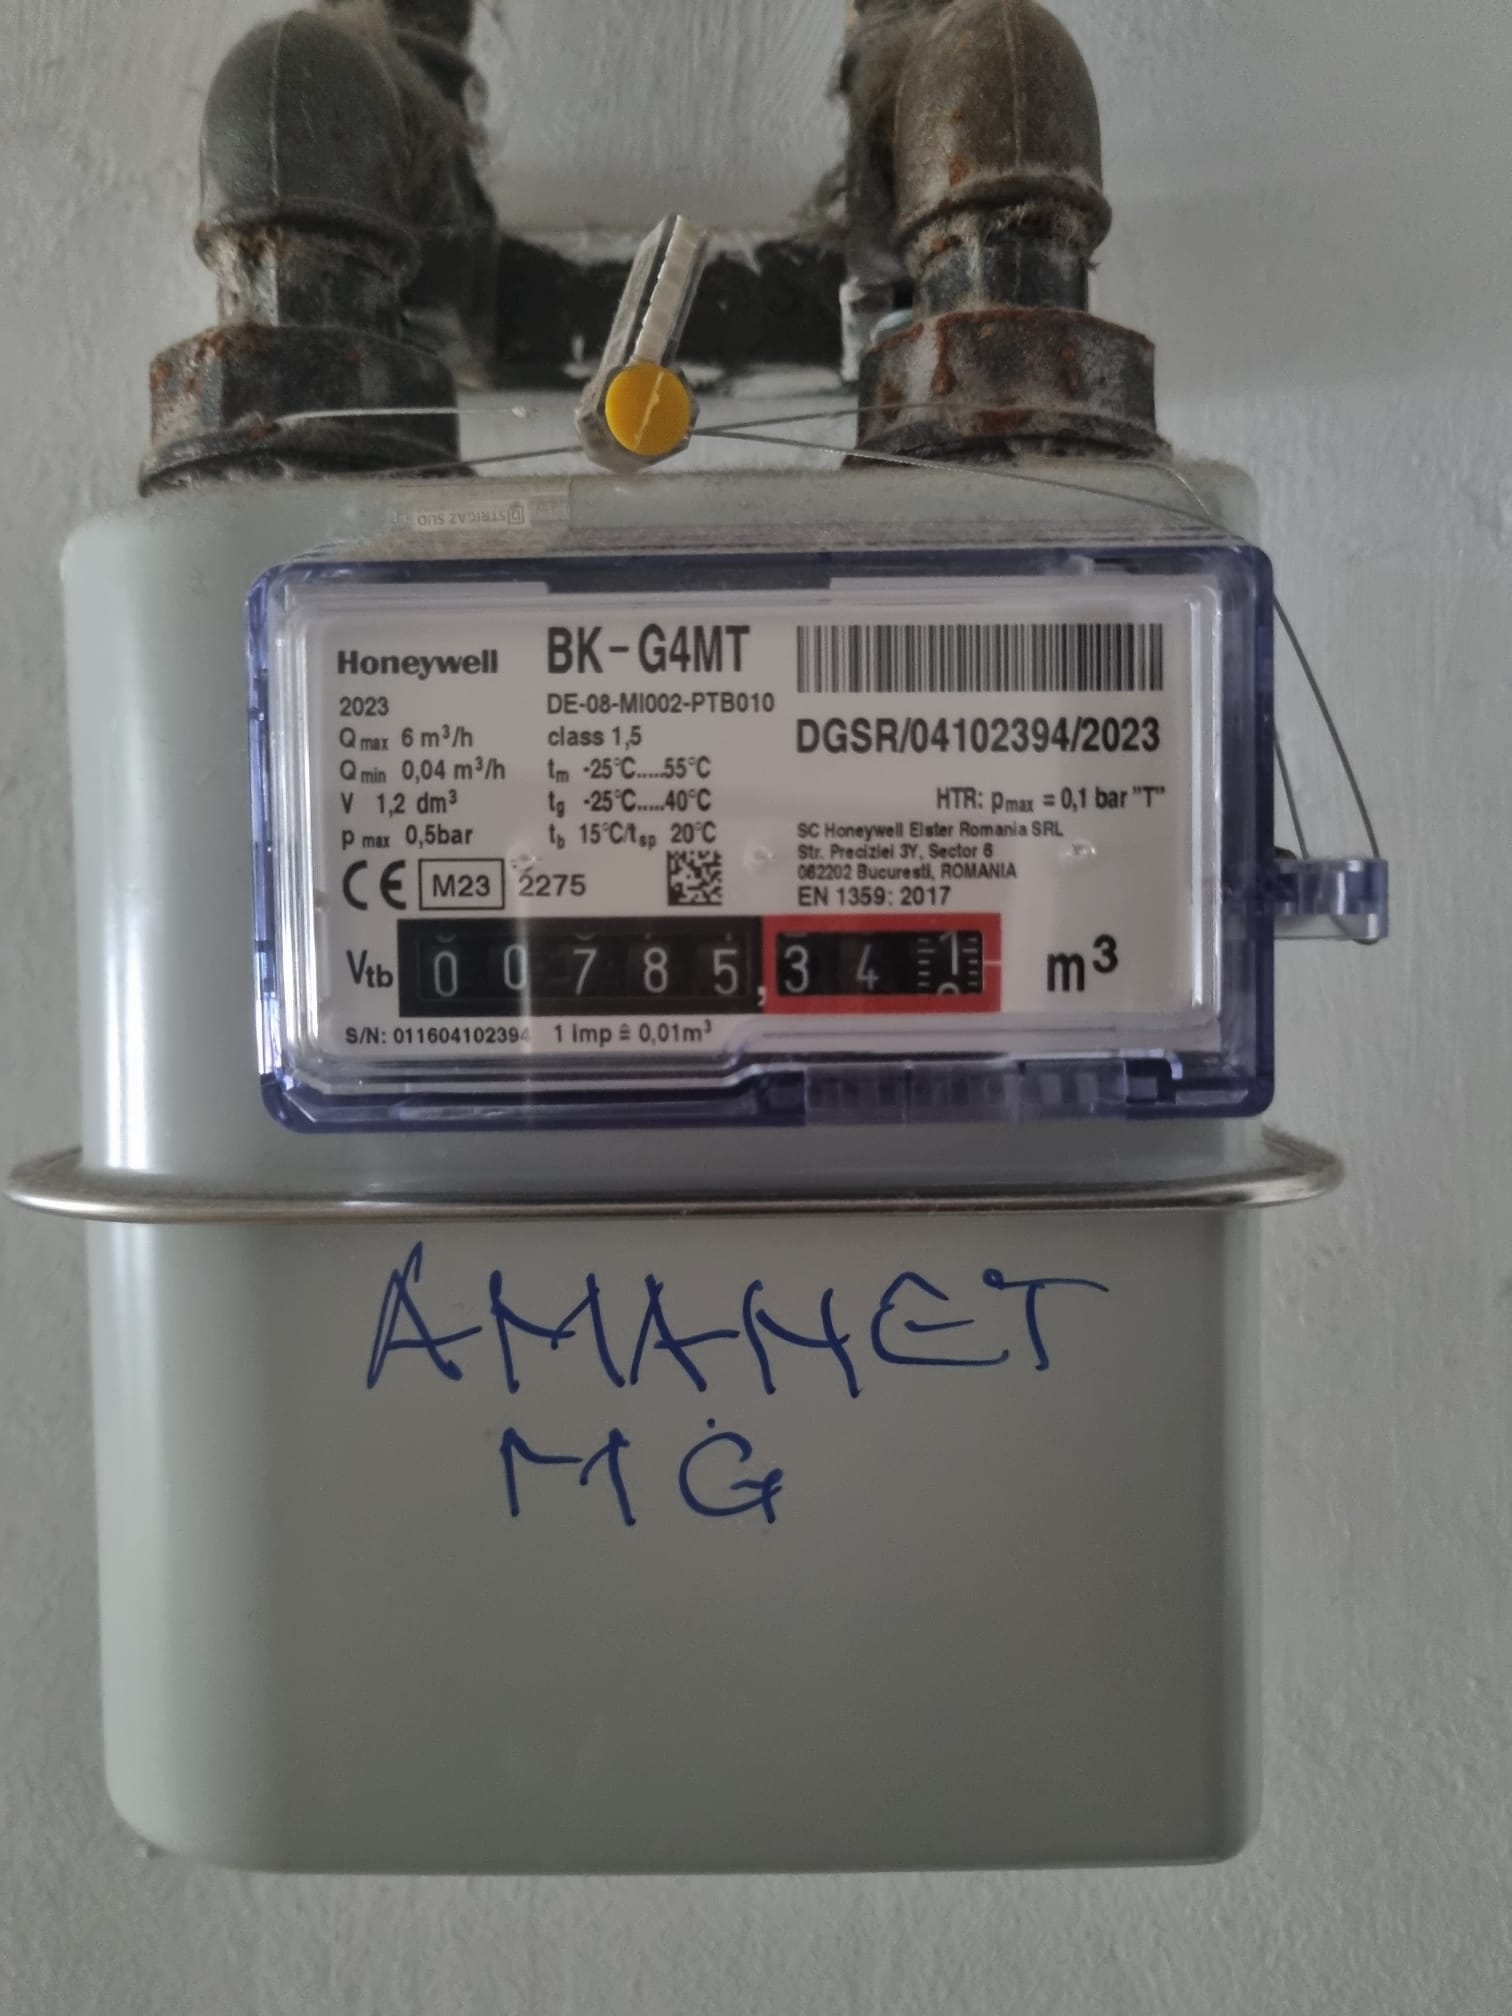 DISTRIGAZ SUD
Honeywell
BK-G4MT
2023
DE-08-MI002-PTB010
Qmax 6 m³/h
class 1,5
DGSR/04102394/2023
Qmin 0,04 m³/h
tm -25°C.....55°C
V 1,2 dm³
tg -25°C.....40°C
HTR: pmax = 0,1 bar "T"
p max 0,5bar
tb 15°C/tsp 20°C
SC Honeywell Elster Romania SRL
Str. Preciziei 3Y, Sector 6
062202 Bucuresti, ROMANIA
CE M23 2275
EN 1359: 2017
Vtb 00785,341 m³
S/N: 011604102394 1 imp ≙ 0,01m³
AMANET
MG